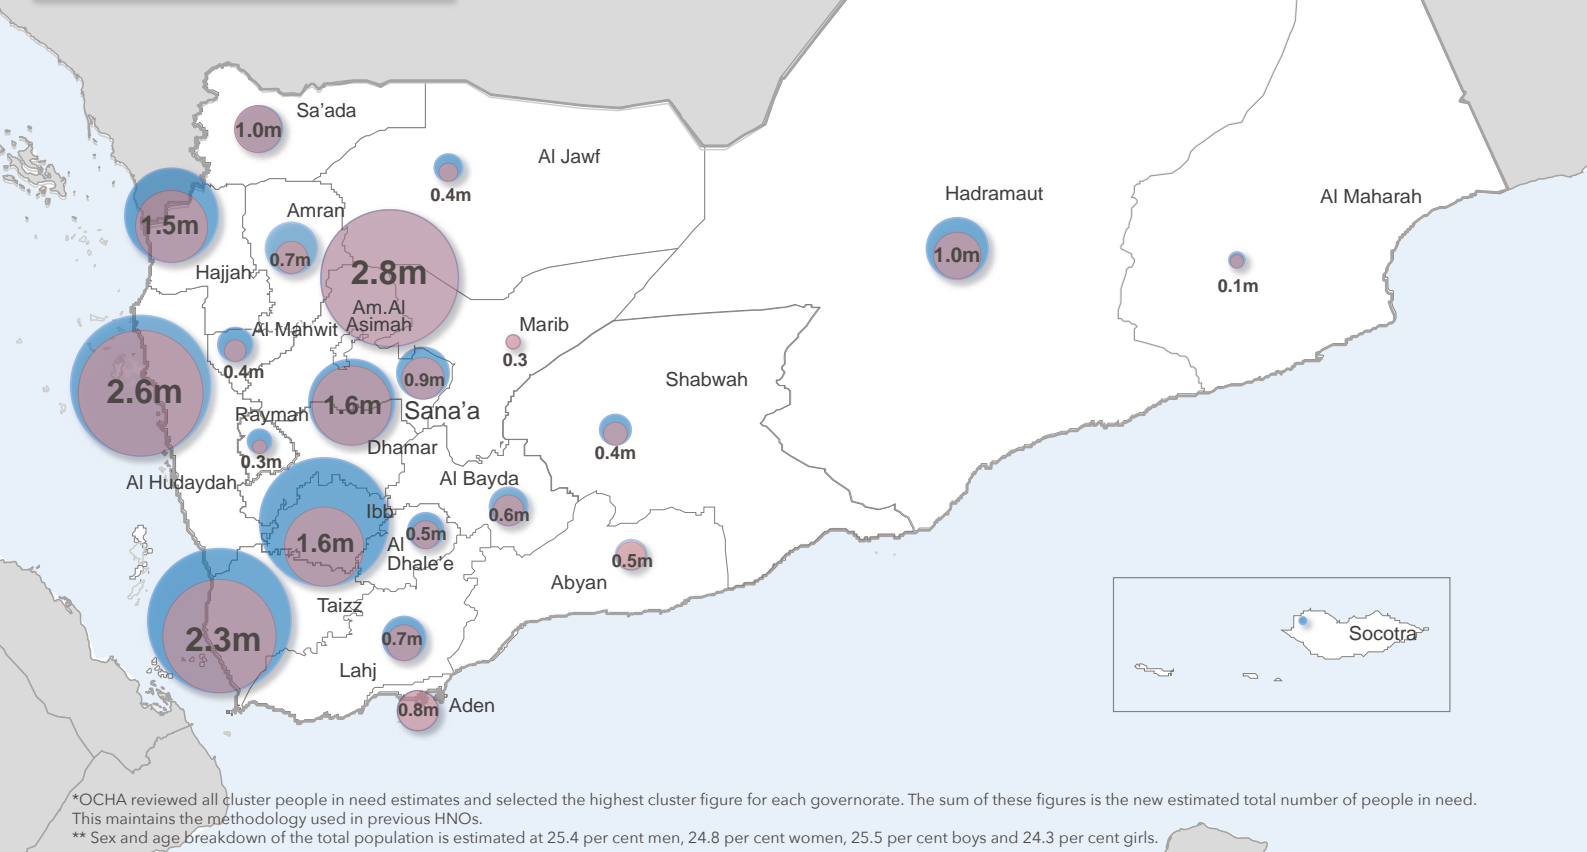 Sa'ada
1.0m
Al Jawf
0.4m
Hadramaut
1.0m
Al Maharah
0.1m
1.5m
Amran
0.7m
Hajjah
2.8m
Am.Al
Asimah
Al Mahwit
0.4m
Marib
0.3
2.6m
1.6m
0.9m
Sana'a
Shabwah
0.4m
Raymah
0.3m
Dhamar
Al Hudaydah
Al Bayda
0.6m
Ibb
1.6m
0.5m
Al
Dhale'e
Abyan
0.5m
Taizz
2.3m
0.7m
Lahj
0.8m
Aden
Socotra
*OCHA reviewed all cluster people in need estimates and selected the highest cluster figure for each governorate. The sum of these figures is the new estimated total number of people in need.
This maintains the methodology used in previous HNOs.
** Sex and age breakdown of the total population is estimated at 25.4 per cent men, 24.8 per cent women, 25.5 per cent boys and 24.3 per cent girls.